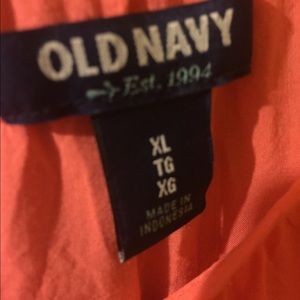 OLD NAVY
Est. 1994
XL
TG
XG
MADE IN
INDONESIA